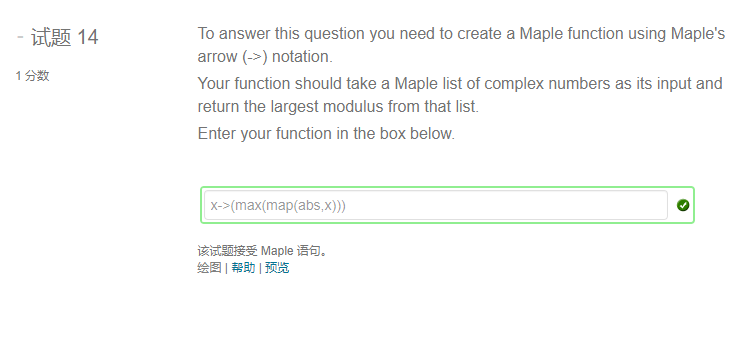 - 试题 14
1 分数
To answer this question you need to create a Maple function using Maple's
arrow (->) notation.
Your function should take a Maple list of complex numbers as its input and
return the largest modulus from that list.
Enter your function in the box below.
x->(max(map(abs,x)))
该试题接受 Maple 语句。
绘图 | 帮助 | 预览